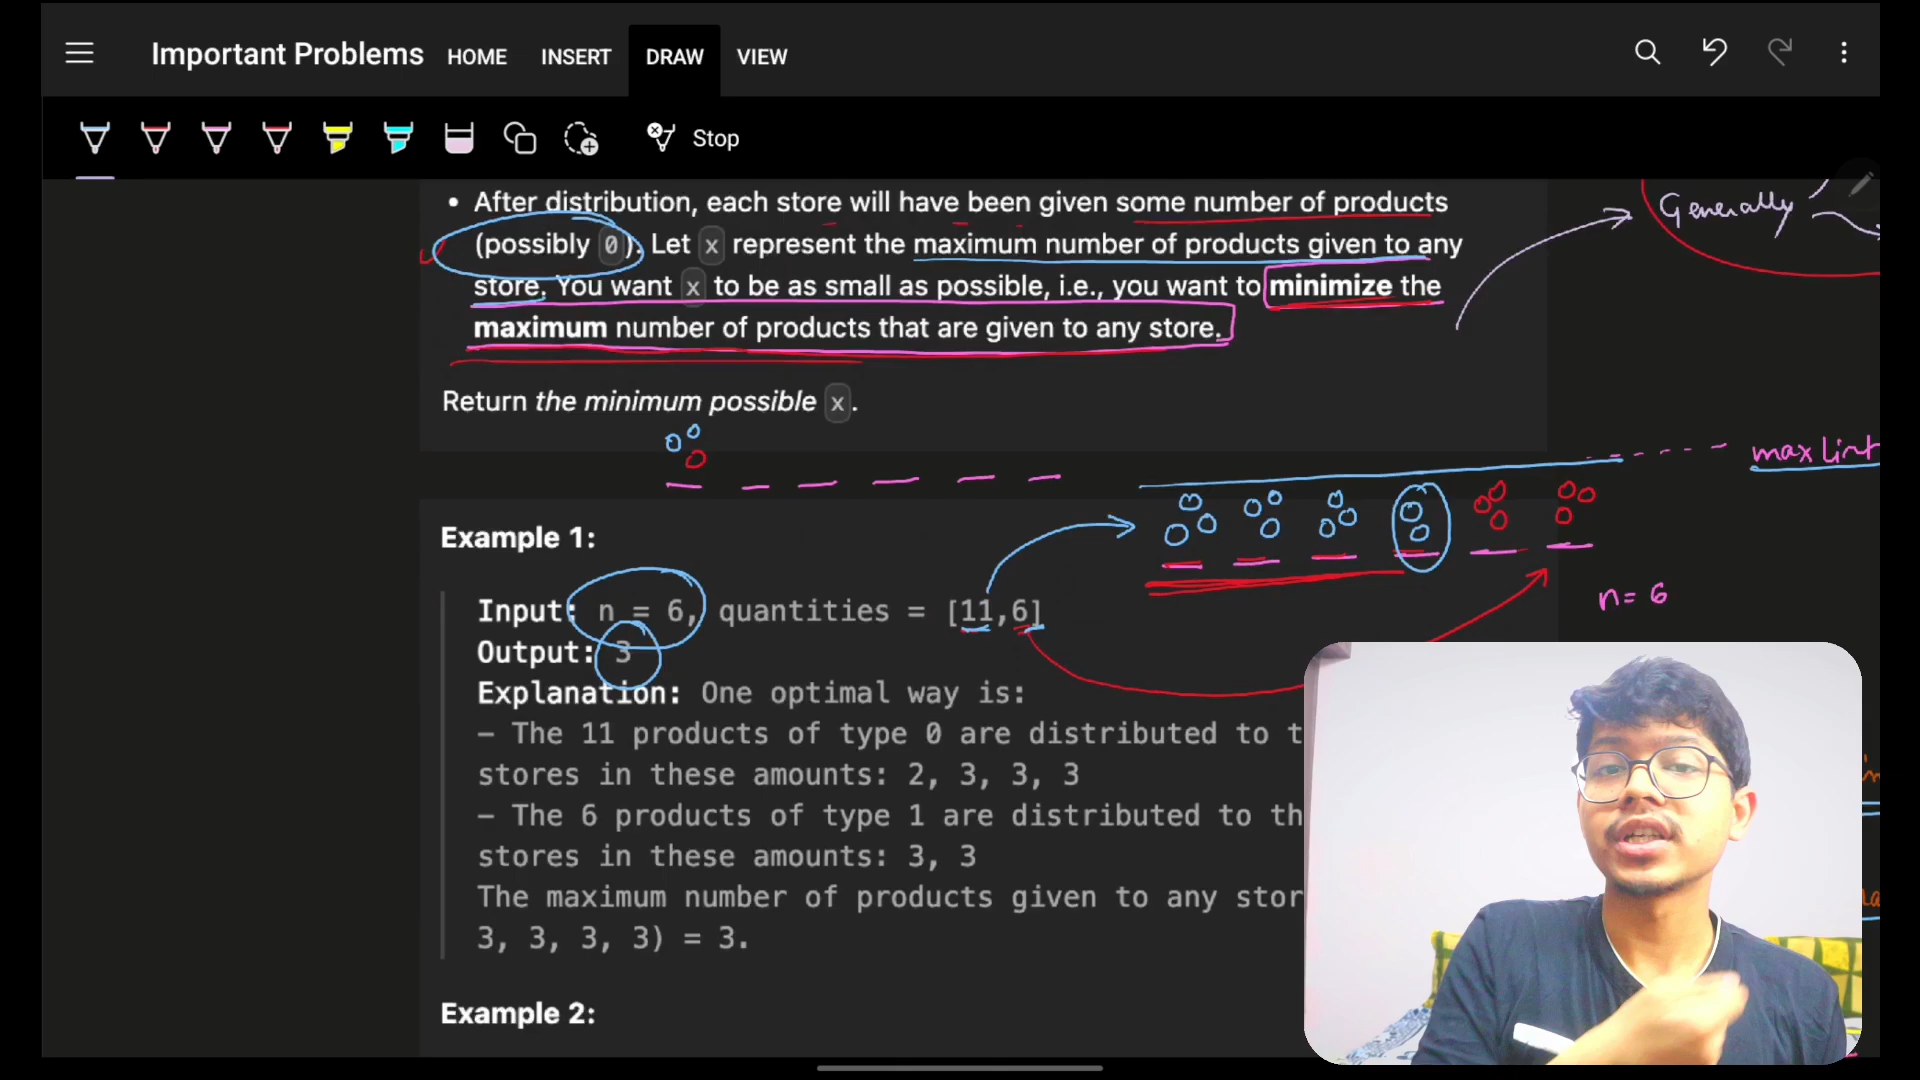 Important Problems HOME INSERT DRAW VIEW
Stop
• After distribution, each store will have been given some number of products
(possibly 0). Let x represent the maximum number of products given to any
store. You want x to be as small as possible, i.e., you want to minimize the
maximum number of products that are given to any store.
Return the minimum possible x.
Generally
Example 1:
n = 6
Input: n = 6, quantities = [11,6]
Output: 3
Explanation: One optimal way is:
– The 11 products of type 0 are distributed to
stores in these amounts: 2, 3, 3, 3
– The 6 products of type 1 are distributed to
stores in these amounts: 3, 3
The maximum number of products given to any
3, 3, 3, 3) = 3.
Example 2: